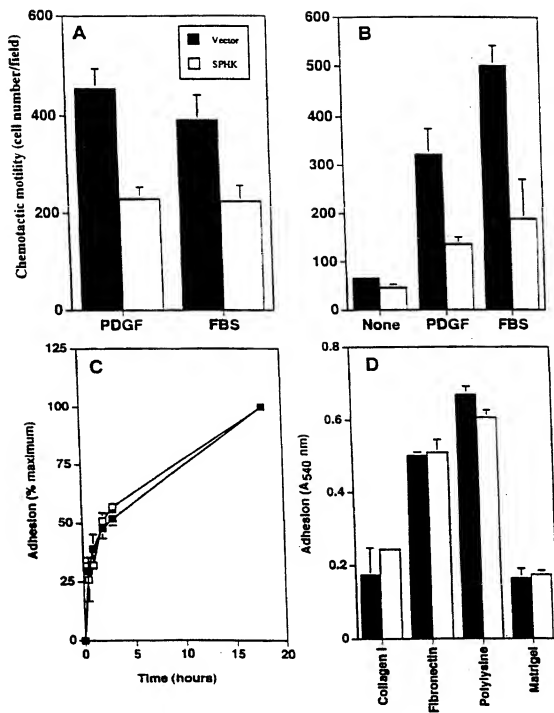 A
Vector
SPHK
Chemotactic motility (cell number/field)
600
400
200
0
PDGF FBS
B
600
500
400
300
200
100
0
None PDGF FBS
C
Adhesion (% maximum)
125
100
75
50
25
0
0 5 10 15 20
Time (hours)
D
Adhesion (A540 nm)
0.8
0.6
0.4
0.2
0
Collagen I
Fibronectin
Polylysine
Matrigel